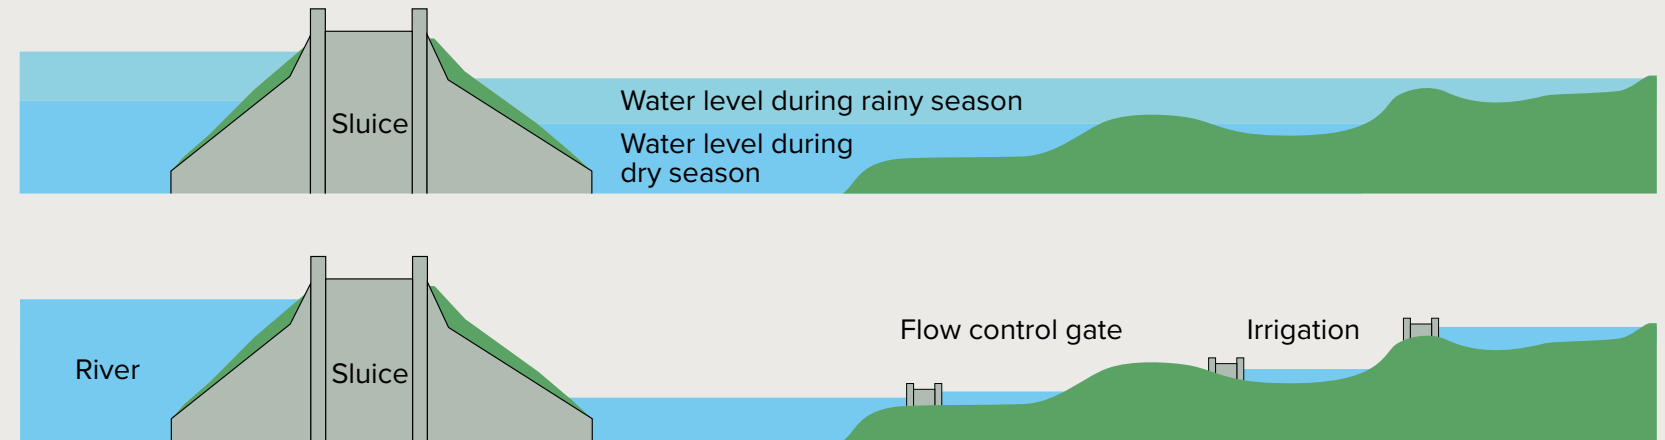 Sluice
Water level during rainy season
Water level during
dry season
River
Sluice
Flow control gate
Irrigation